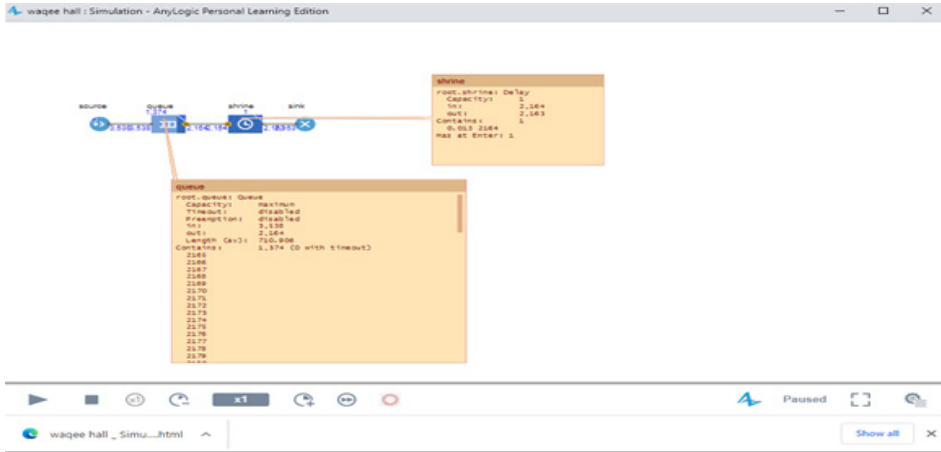 waqee hall : Simulation - AnyLogic Personal Learning Edition
source
queue
shrine
sink
1,374
1
shrine
root.shrine: Delay
Capacity: 1
in: 2,164
out: 2,163
Contains: 1
0.013 2164
Has at Enter: 1
queue
root.queue: Queue
Capacity: maximum
Timeout: disabled
Preemption: disabled
in: 3,538
out: 2,164
Length (av): 710.906
Contains: 1,374 (0 with timeout)
2165
2166
2167
2168
2169
2170
2171
2172
2173
2174
2175
2176
2177
2178
2179
x1
x1
Paused
waqee hall _ Simu....html
Show all